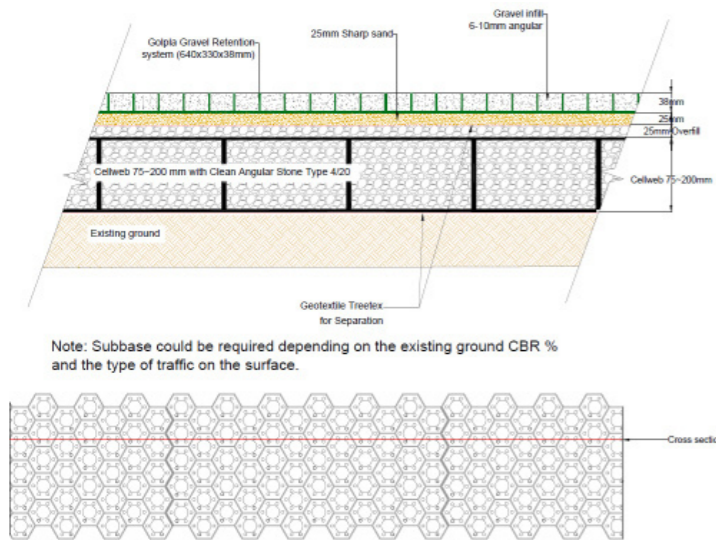 Gravel infill
6-10mm angular
25mm Sharp sand
Golpla Gravel Retention
system (640x330x38mm)
38mm
25mm
25mm Overfill
Cellweb 75~200 mm with Clean Angular Stone Type 4/20
Cellweb 75~200mm
Existing ground
Geotextile Treetex
for Separation
Note: Subbase could be required depending on the existing ground CBR %
and the type of traffic on the surface.
Cross sectio